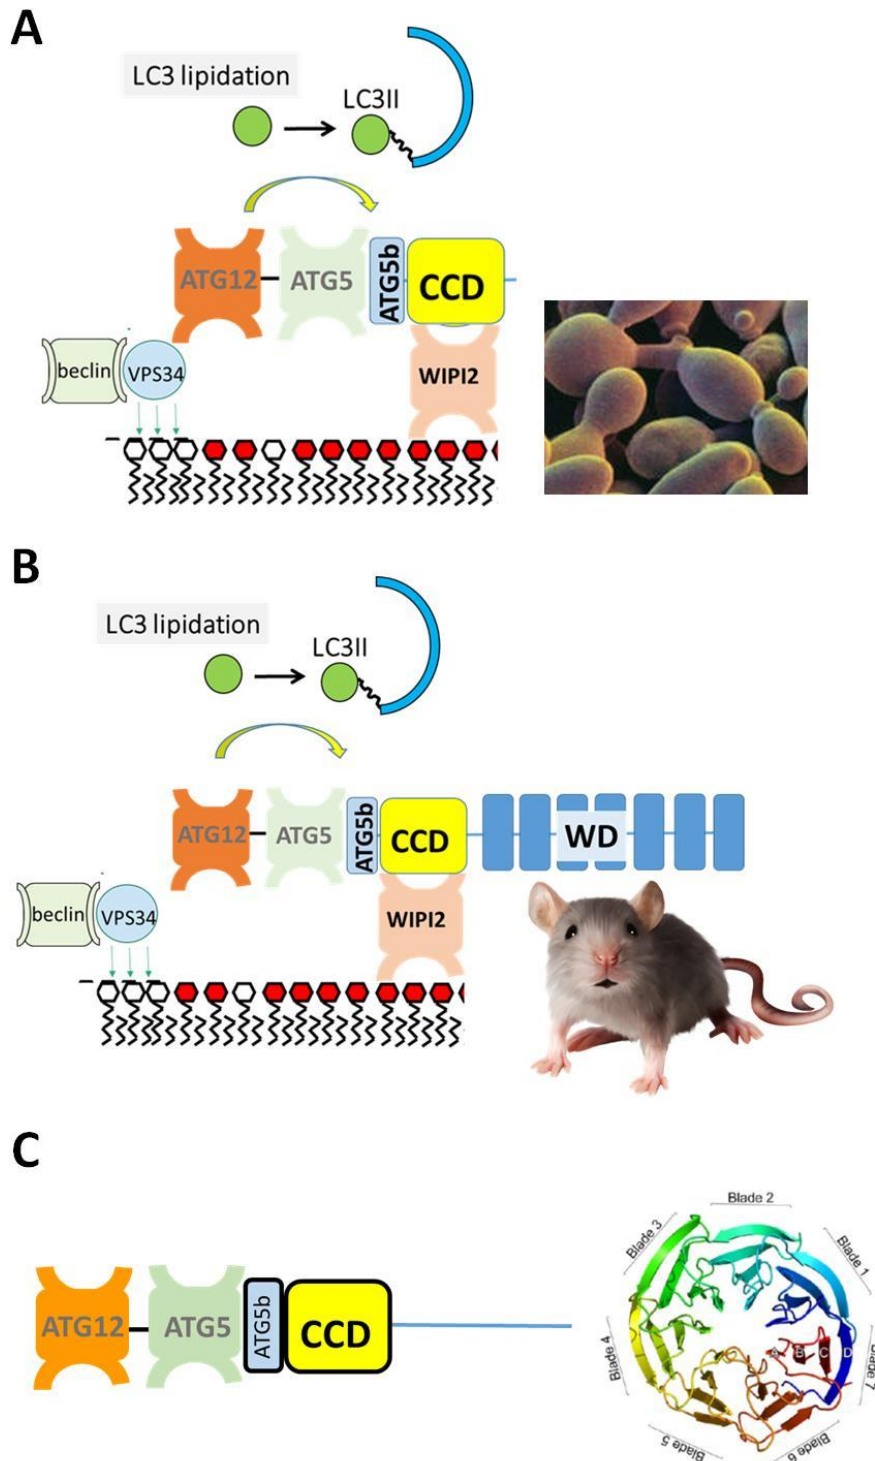 A
LC3 lipidation
LC3II
ATG12
ATG5
ATG5b
CCD
beclin
VPS34
WIPI2
B
LC3 lipidation
LC3II
ATG12
ATG5
ATG5b
CCD
WD
beclin
VPS34
WIPI2
C
ATG12
ATG5
ATG5b
CCD
Blade 2
Blade 3
Blade 1
Blade 4
A B C D
Blade 7
Blade 5
Blade 6